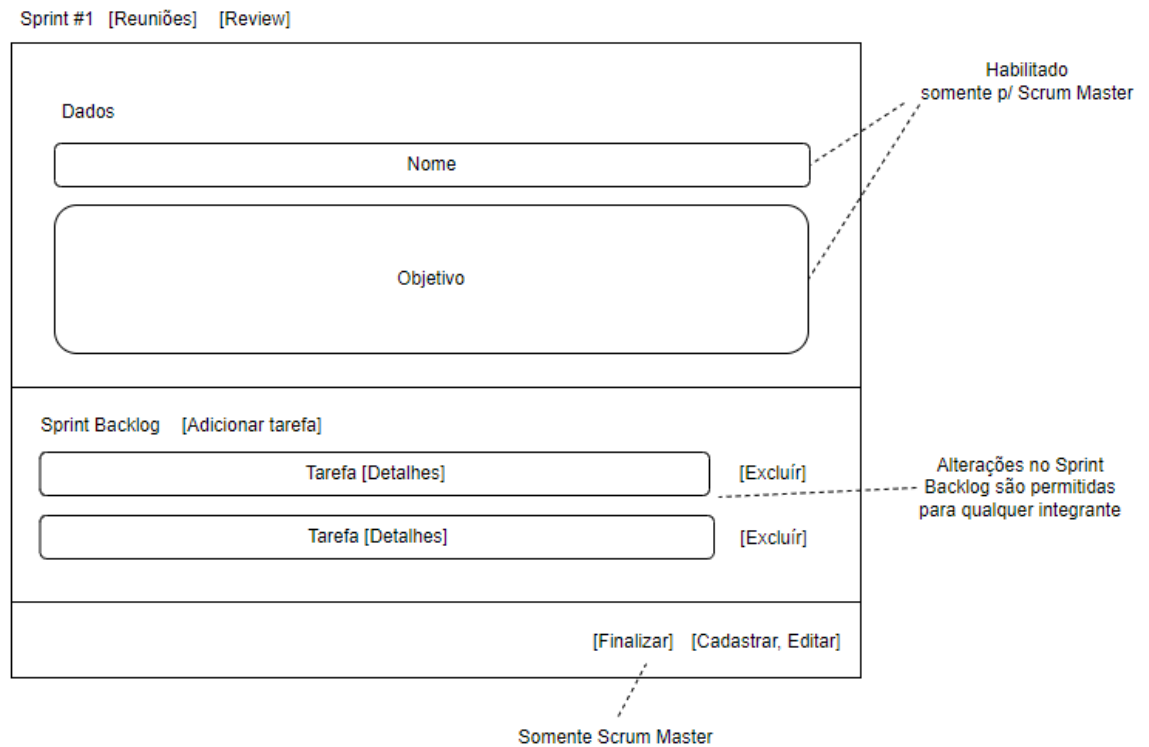 Sprint #1 [Reuniões] [Review]
Habilitado
somente p/ Scrum Master
Dados
Nome
Objetivo
Sprint Backlog [Adicionar tarefa]
Tarefa [Detalhes] [Excluír]
Alterações no Sprint
Backlog são permitidas
para qualquer integrante
Tarefa [Detalhes] [Excluír]
[Finalizar] [Cadastrar, Editar]
Somente Scrum Master